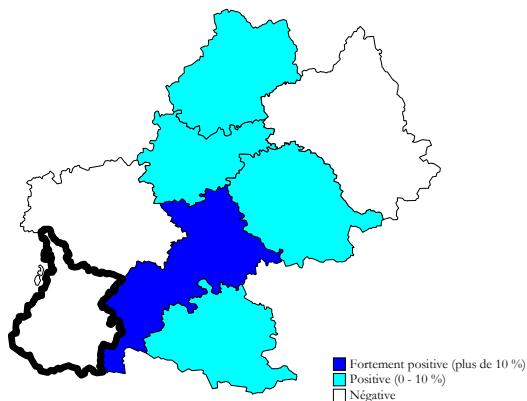 Fortement positive (plus de 10 %)
Positive (0 - 10 %)
Négative